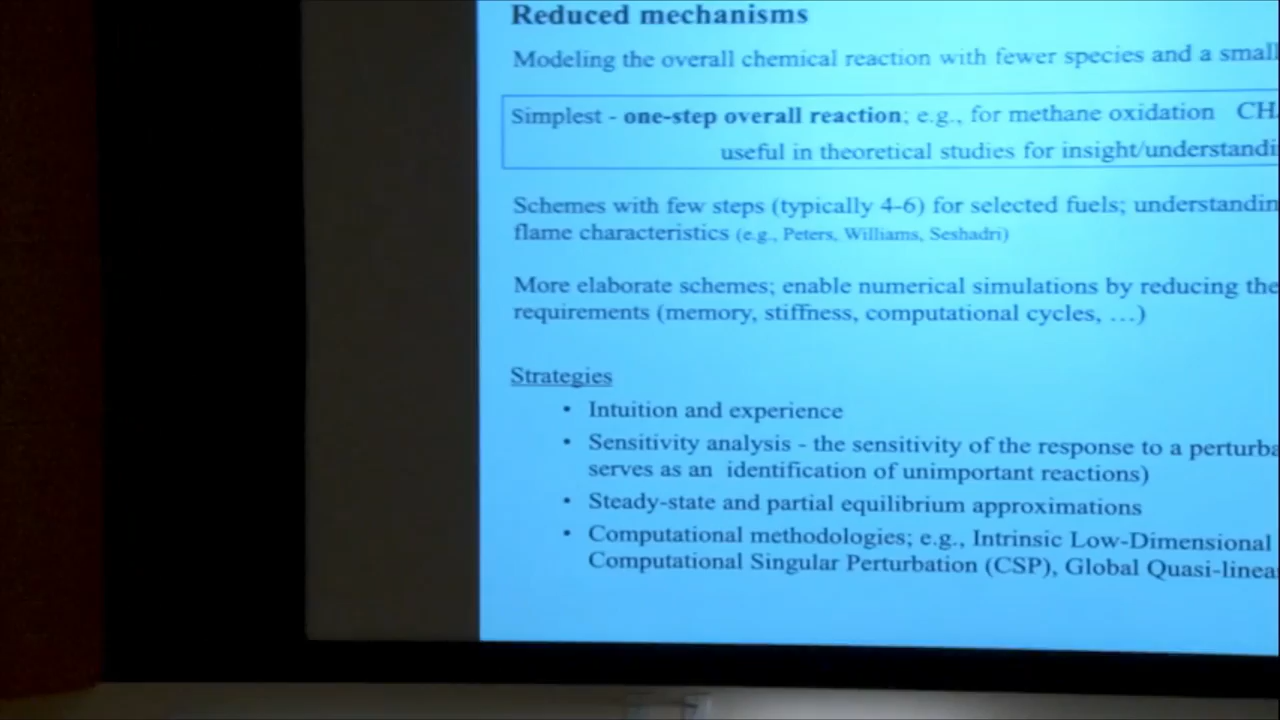 Reduced mechanisms
Modeling the overall chemical reaction with fewer species and a small
Simplest - one-step overall reaction; e.g., for methane oxidation CH
useful in theoretical studies for insight/understandi
Schemes with few steps (typically 4-6) for selected fuels; understandin
flame characteristics (e.g., Peters, Williams, Seshadri)
More elaborate schemes; enable numerical simulations by reducing the
requirements (memory, stiffness, computational cycles, …)
Strategies
• Intuition and experience
• Sensitivity analysis - the sensitivity of the response to a perturba
serves as an identification of unimportant reactions)
• Steady-state and partial equilibrium approximations
• Computational methodologies; e.g., Intrinsic Low-Dimensional
Computational Singular Perturbation (CSP), Global Quasi-linea